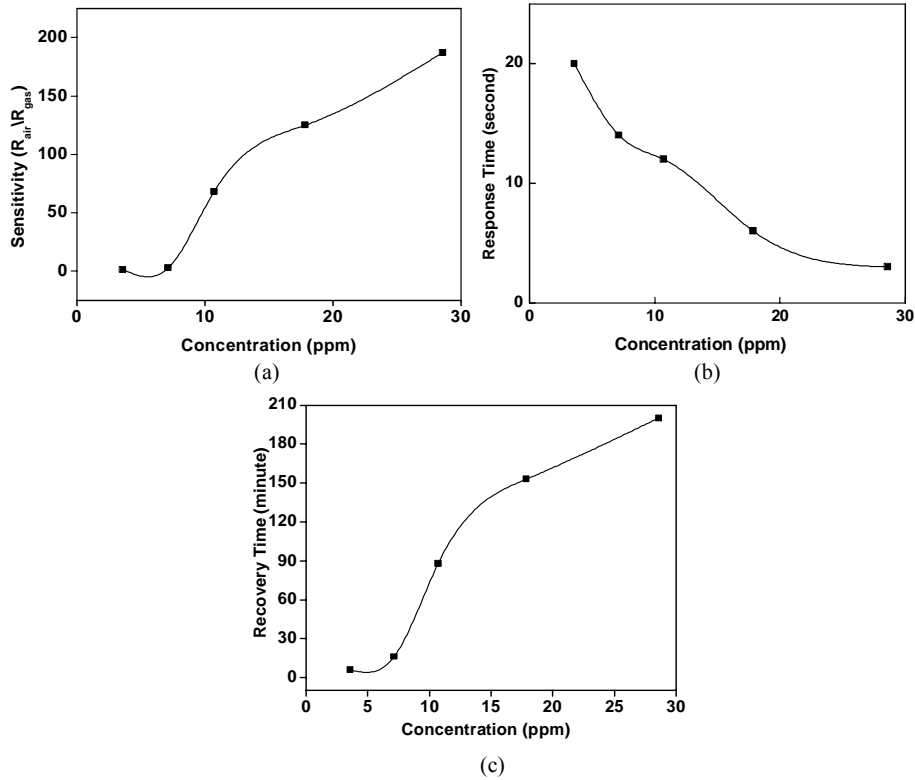 200
150
100
50
0
Sensitivity (R_air\R_gas)
0 10 20 30
Concentration (ppm)
(a)
20
10
0
Response Time (second)
0 10 20 30
Concentration (ppm)
(b)
210
180
150
120
90
60
30
0
Recovery Time (minute)
0 5 10 15 20 25 30
Concentration (ppm)
(c)